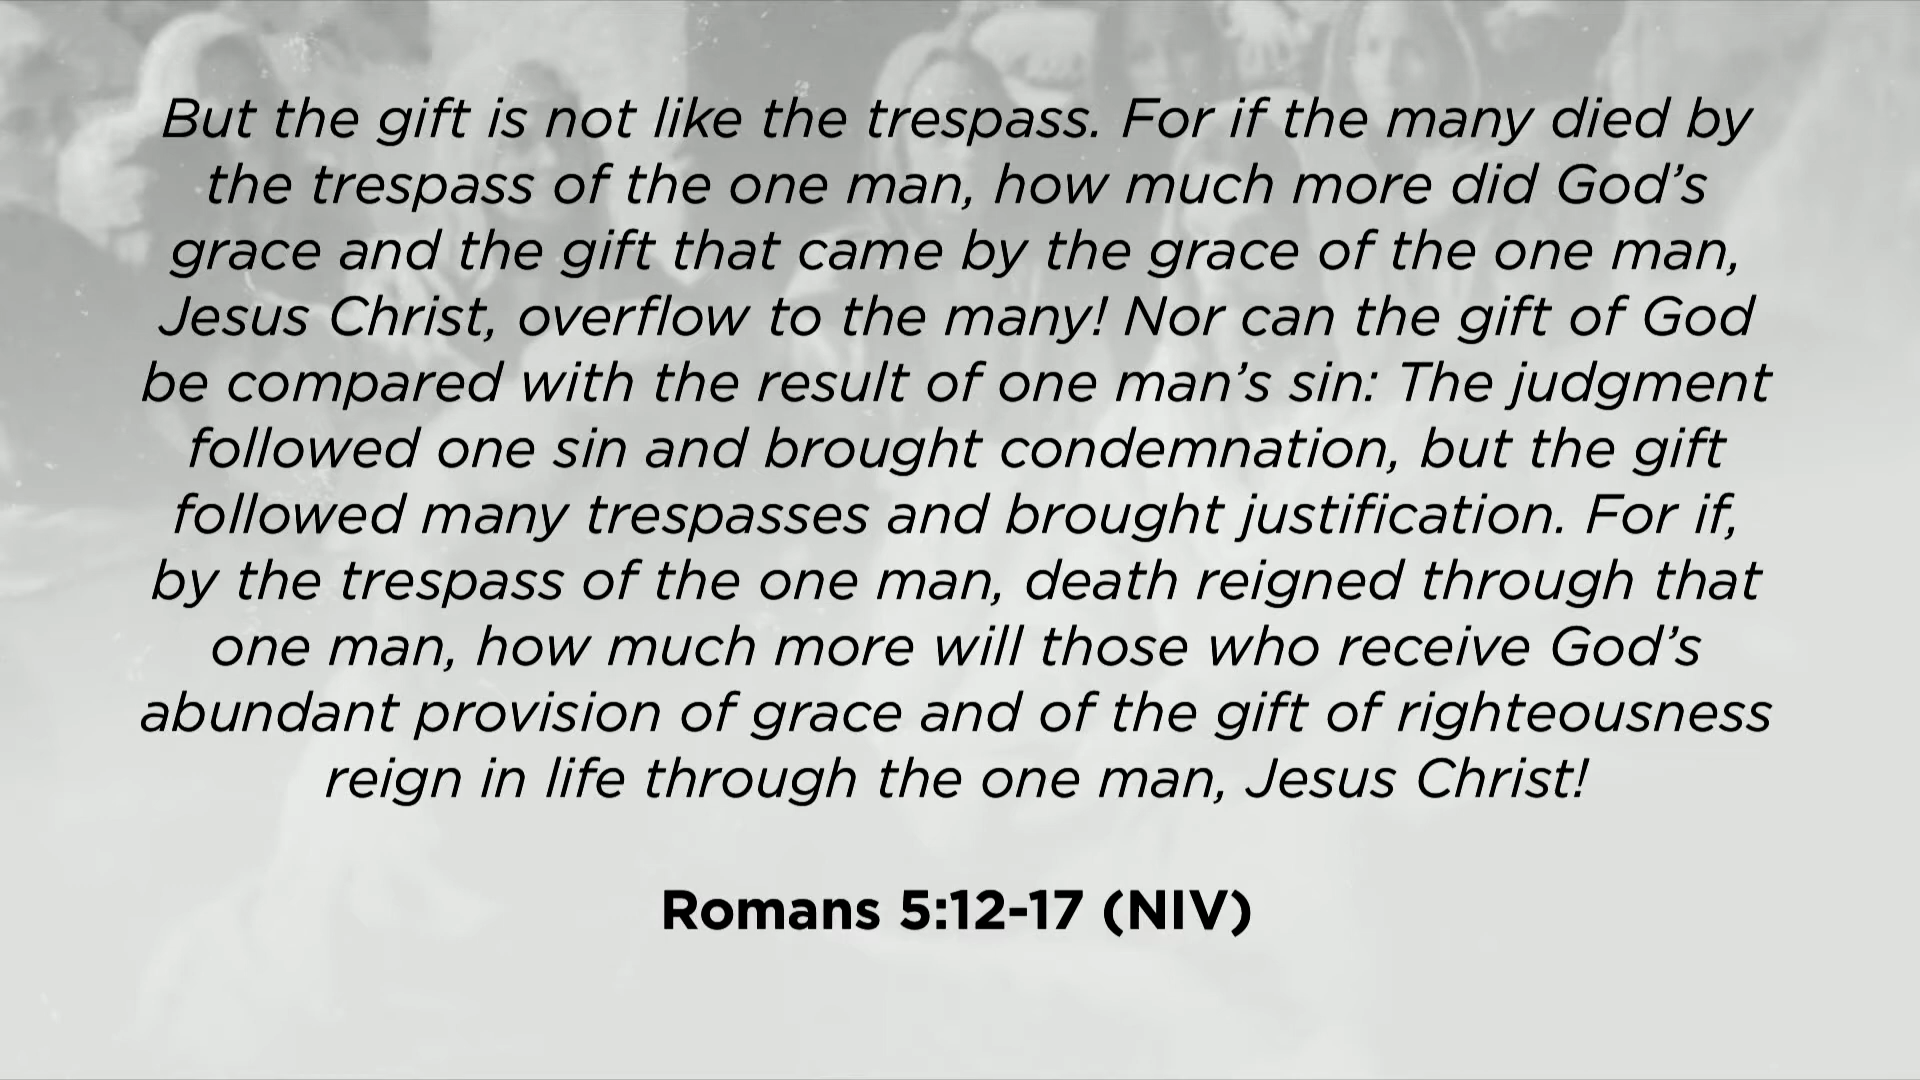 But the gift is not like the trespass. For if the many died by
the trespass of the one man, how much more did God’s
grace and the gift that came by the grace of the one man,
Jesus Christ, overflow to the many! Nor can the gift of God
be compared with the result of one man’s sin: The judgment
followed one sin and brought condemnation, but the gift
followed many trespasses and brought justification. For if,
by the trespass of the one man, death reigned through that
one man, how much more will those who receive God’s
abundant provision of grace and of the gift of righteousness
reign in life through the one man, Jesus Christ!
Romans 5:12-17 (NIV)